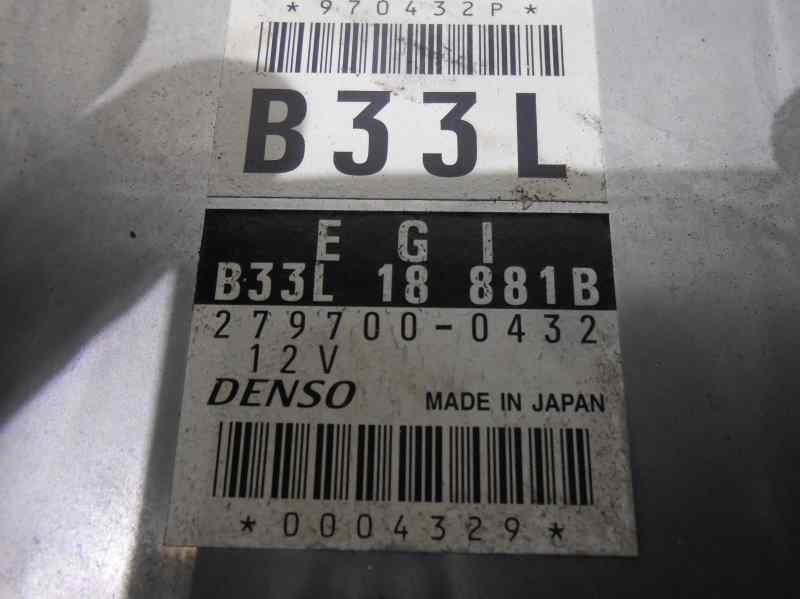 *970432P*
B33L
E G I
B33L 18 881B
279700-0432
12V
DENSO MADE IN JAPAN
*0004329*